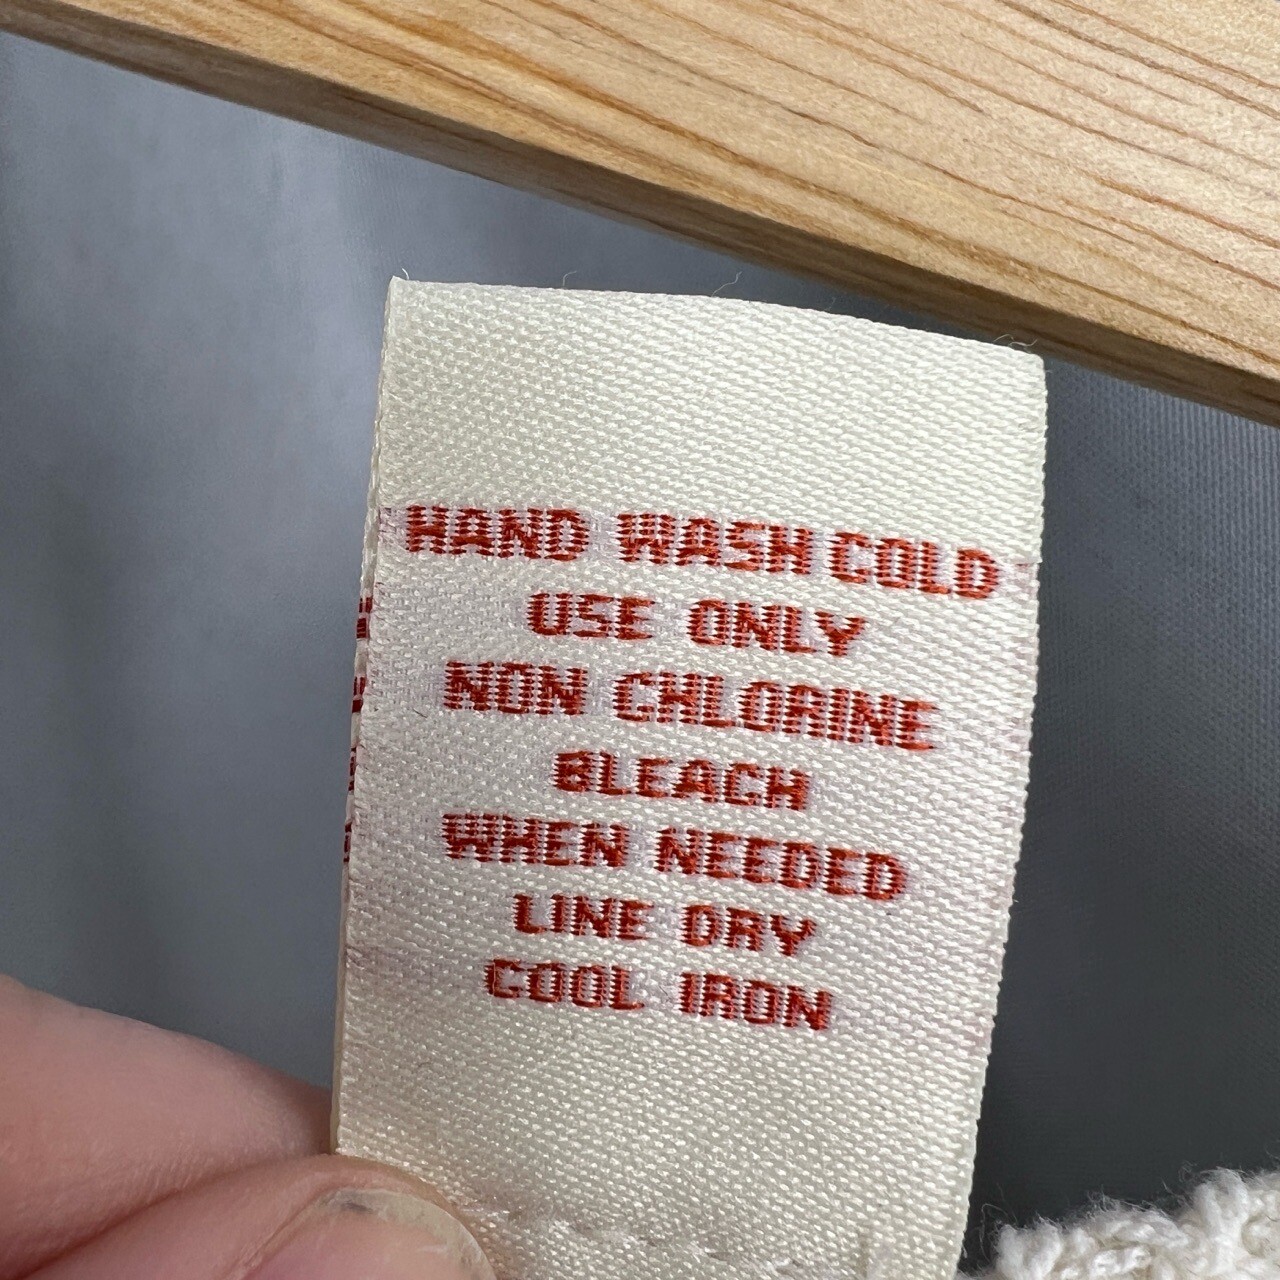 HAND WASH COLD
USE ONLY
NON CHLORINE
BLEACH
WHEN NEEDED
LINE DRY
COOL IRON